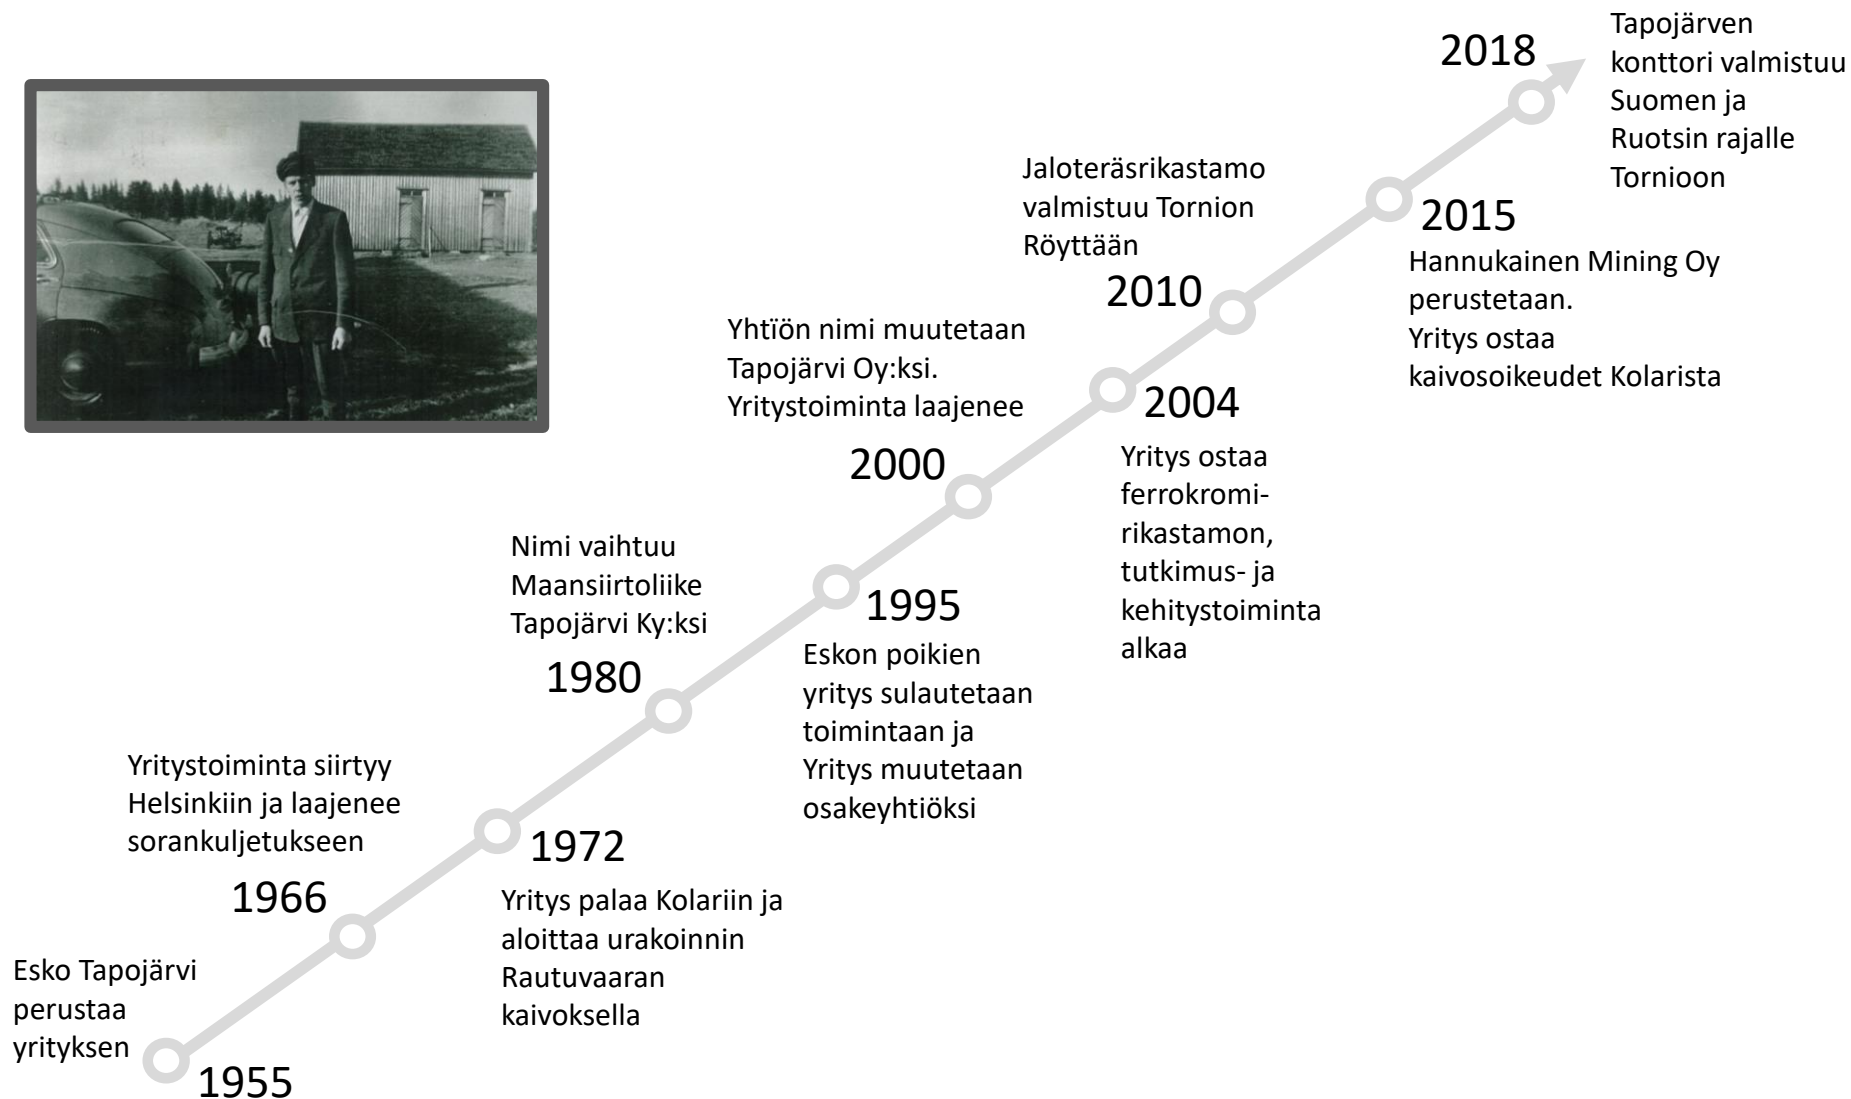 Esko Tapojärvi
perustaa
yrityksen
1955
Yritystoiminta siirtyy
Helsinkiin ja laajenee
sorankuljetukseen
1966
1972
Yritys palaa Kolariin ja
aloittaa urakoinnin
Rautuvaaran
kaivoksella
Nimi vaihtuu
Maansiirtoliike
Tapojärvi Ky:ksi
1980
1995
Eskon poikien
yritys sulautetaan
toimintaan ja
Yritys muutetaan
osakeyhtiöksi
Yhtïön nimi muutetaan
Tapojärvi Oy:ksi.
Yritystoiminta laajenee
2000
2004
Yritys ostaa
ferrokromi-
rikastamon,
tutkimus- ja
kehitystoiminta
alkaa
Jaloteräsrikastamo
valmistuu Tornion
Röyttään
2010
2015
Hannukainen Mining Oy
perustetaan.
Yritys ostaa
kaivosoikeudet Kolarista
2018
Tapojärven
konttori valmistuu
Suomen ja
Ruotsin rajalle
Tornioon